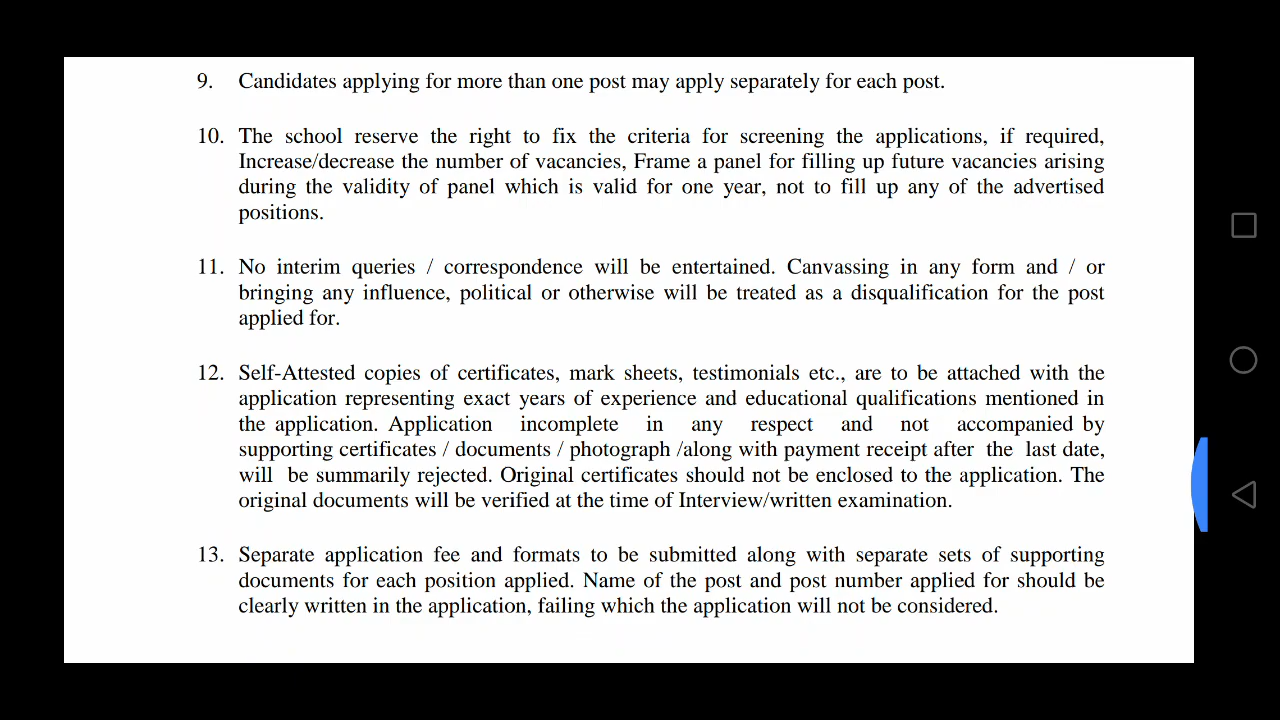 9. Candidates applying for more than one post may apply separately for each post.
10. The school reserve the right to fix the criteria for screening the applications, if required,
Increase/decrease the number of vacancies, Frame a panel for filling up future vacancies arising
during the validity of panel which is valid for one year, not to fill up any of the advertised
positions.
11. No interim queries / correspondence will be entertained. Canvassing in any form and / or
bringing any influence, political or otherwise will be treated as a disqualification for the post
applied for.
12. Self-Attested copies of certificates, mark sheets, testimonials etc., are to be attached with the
application representing exact years of experience and educational qualifications mentioned in
the application. Application incomplete in any respect and not accompanied by
supporting certificates / documents / photograph /along with payment receipt after the last date,
will be summarily rejected. Original certificates should not be enclosed to the application. The
original documents will be verified at the time of Interview/written examination.
13. Separate application fee and formats to be submitted along with separate sets of supporting
documents for each position applied. Name of the post and post number applied for should be
clearly written in the application, failing which the application will not be considered.